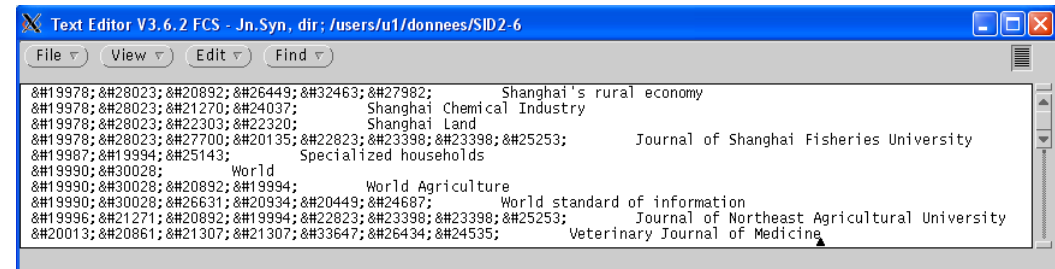 Text Editor V3.6.2 FCS - Jn.Syn, dir; /users/u1/donnees/SID2-6
File View Edit Find
&#19978;&#28023;&#20892;&#26449;&#32463;&#27982; Shanghai's rural economy
&#19978;&#28023;&#21270;&#24037; Shanghai Chemical Industry
&#19978;&#28023;&#22303;&#22320; Shanghai Land
&#19978;&#28023;&#27700;&#20135;&#22823;&#23398;&#23398;&#25253; Journal of Shanghai Fisheries University
&#19987;&#19994;&#25143; Specialized households
&#19990;&#30028; World
&#19990;&#30028;&#20892;&#19994; World Agriculture
&#19990;&#30028;&#26631;&#20934;&#20449;&#24687; World standard of information
&#19996;&#21271;&#20892;&#19994;&#22823;&#23398;&#23398;&#25253; Journal of Northeast Agricultural University
&#20013;&#20861;&#21307;&#21307;&#33647;&#26434;&#24535; Veterinary Journal of Medicine